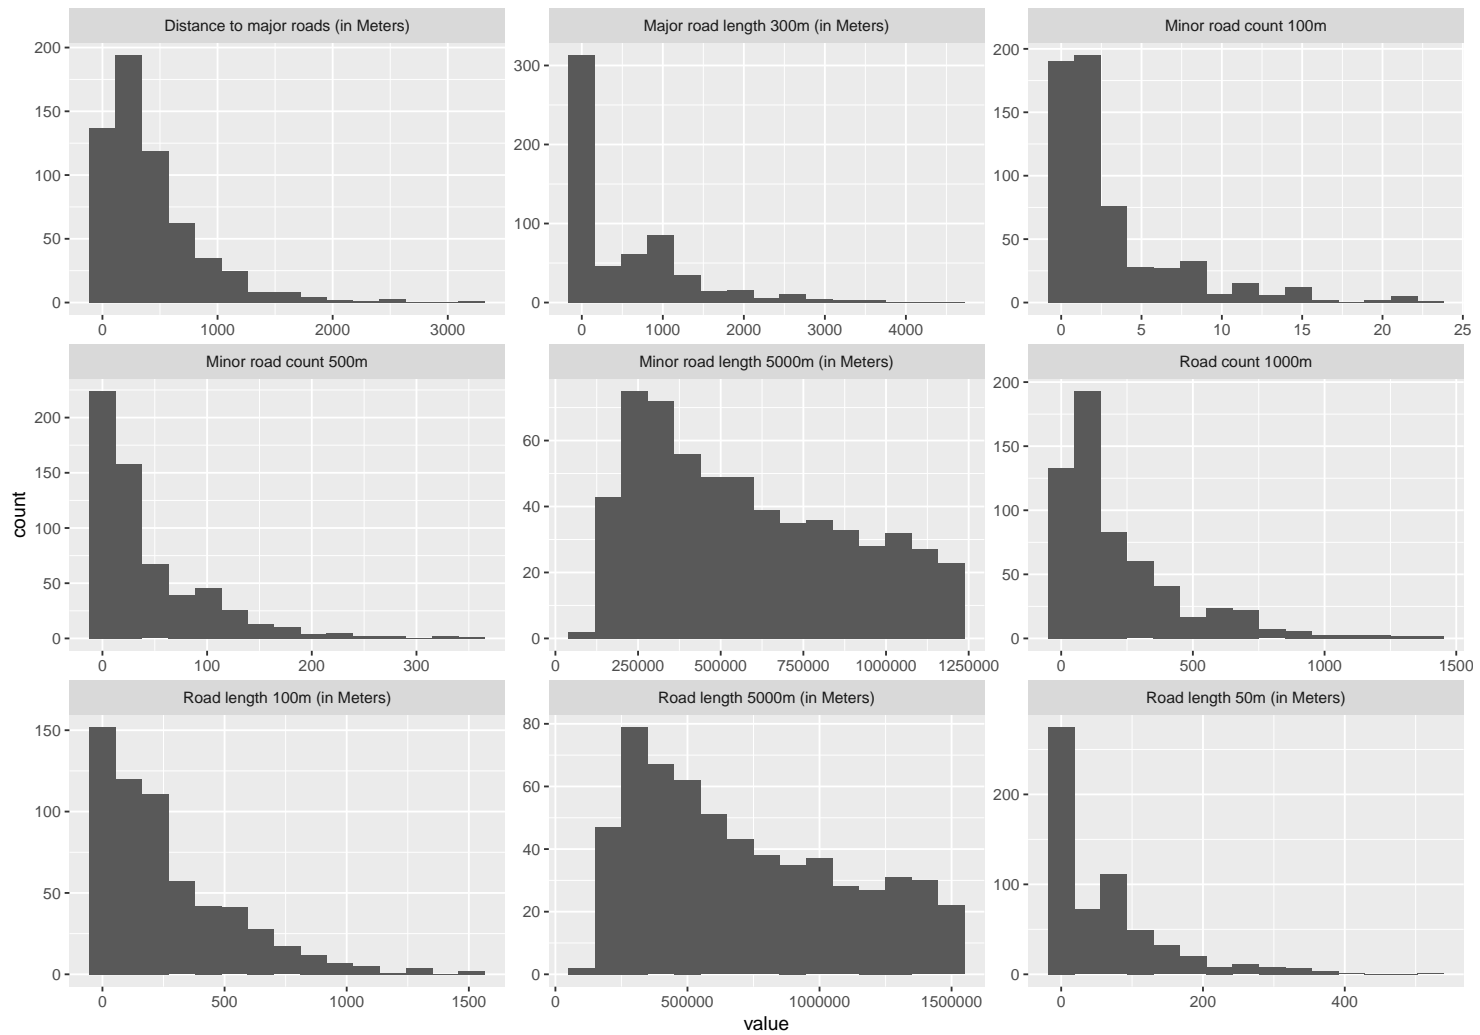 Distance to major roads (in Meters)
Major road length 300m (in Meters)
Minor road count 100m
200
150
100
50
0
0 1000 2000 3000
300
200
100
0
0 1000 2000 3000 4000
200
150
100
50
0
0 5 10 15 20 25
Minor road count 500m
Minor road length 5000m (in Meters)
Road count 1000m
count
200
150
100
50
0
0 100 200 300
60
40
20
0
0 250000 500000 750000 1000000 1250000
200
150
100
50
0
0 500 1000 1500
Road length 100m (in Meters)
Road length 5000m (in Meters)
Road length 50m (in Meters)
150
100
50
0
0 500 1000 1500
80
60
40
20
0
500000 1000000 1500000
200
100
0
0 200 400
value